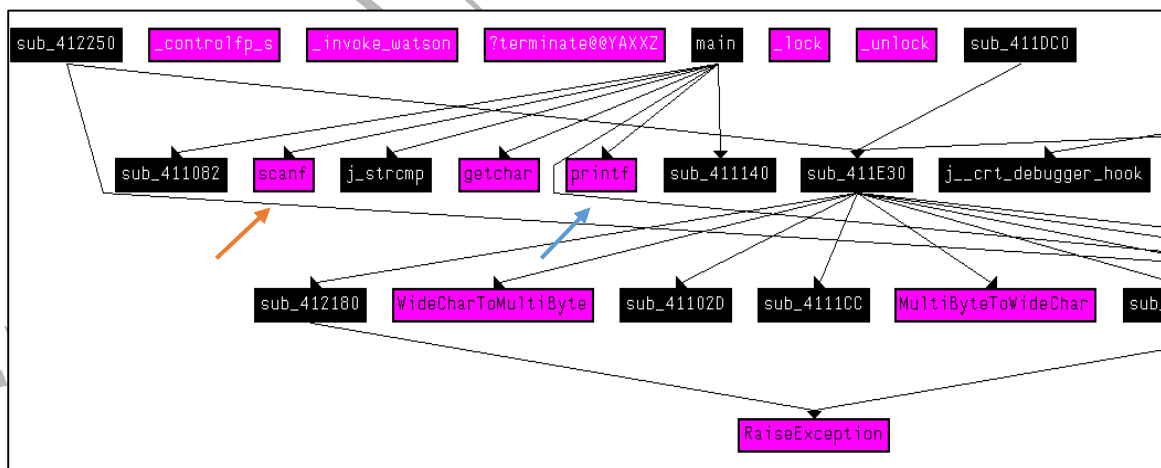 sub_412250 _controlfp_s _invoke_watson ?terminate@@YAXXZ main _lock _unlock sub_411DC0
sub_411082 scanf j_strcmp getchar printf sub_411140 sub_411E30 j__crt_debugger_hook
sub_412180 WideCharToMultiByte sub_41102D sub_4111CC MultiByteToWideChar sub_
RaiseException